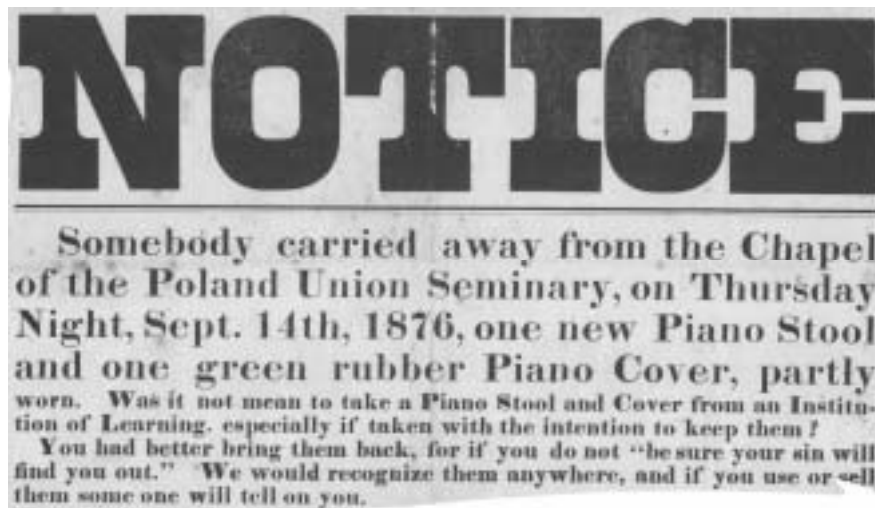 NOTICE
Somebody carried away from the Chapel
of the Poland Union Seminary, on Thursday
Night, Sept. 14th, 1876, one new Piano Stool
and one green rubber Piano Cover, partly
worn. Was it not mean to take a Piano Stool and Cover from an Institu-
tion of Learning. especially if taken with the intention to keep them?
You had better bring them back, for if you do not "be sure your sin will
find you out." We would recognize them anywhere, and if you use or sell
them some one will tell on you.